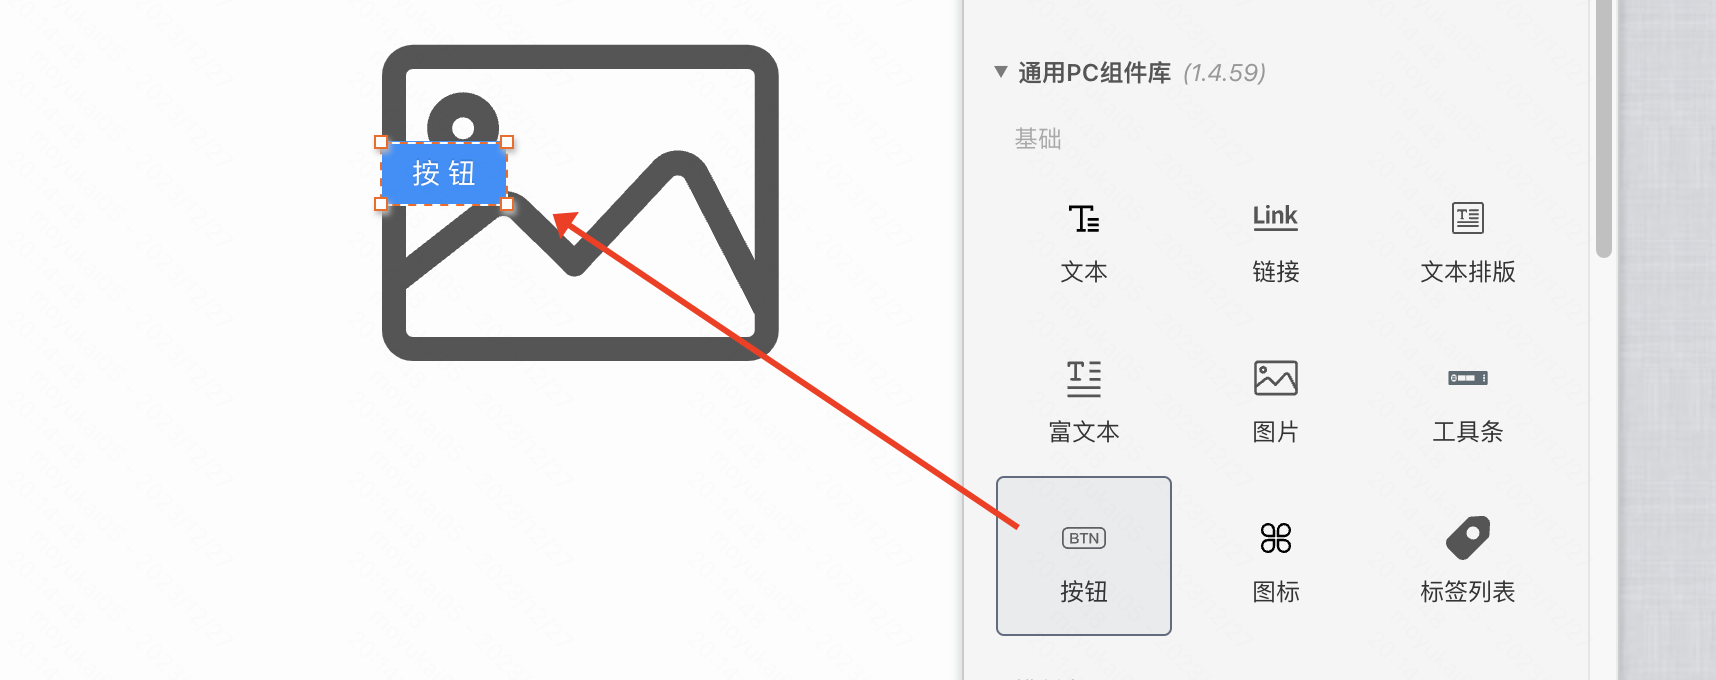 按 钮
通用PC组件库 (1.4.59)
基础
Link
文本
链接
文本排版
富文本
图片
工具条
BTN
按钮
图标
标签列表